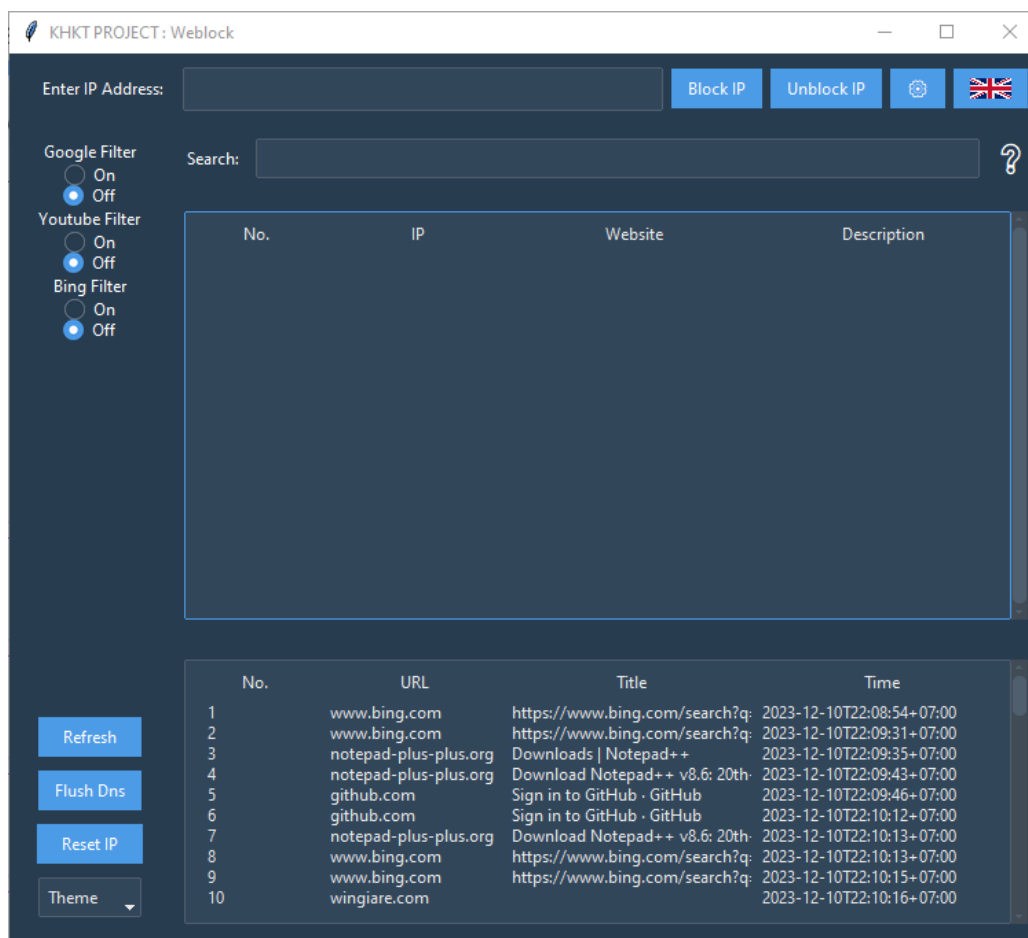 KHKT PROJECT : Weblock
Enter IP Address: Block IP Unblock IP
Google Filter
On
Off
Youtube Filter
On
Off
Bing Filter
On
Off
Search:
No. IP Website Description
No. URL Title Time
1 www.bing.com https://www.bing.com/search?q: 2023-12-10T22:08:54+07:00
2 www.bing.com https://www.bing.com/search?q: 2023-12-10T22:09:31+07:00
3 notepad-plus-plus.org Downloads | Notepad++ 2023-12-10T22:09:35+07:00
4 notepad-plus-plus.org Download Notepad++ v8.6: 20th- 2023-12-10T22:09:43+07:00
5 github.com Sign in to GitHub · GitHub 2023-12-10T22:09:46+07:00
6 github.com Sign in to GitHub · GitHub 2023-12-10T22:10:12+07:00
7 notepad-plus-plus.org Download Notepad++ v8.6: 20th- 2023-12-10T22:10:13+07:00
8 www.bing.com https://www.bing.com/search?q: 2023-12-10T22:10:13+07:00
9 www.bing.com https://www.bing.com/search?q: 2023-12-10T22:10:15+07:00
10 wingiare.com 2023-12-10T22:10:16+07:00
Refresh
Flush Dns
Reset IP
Theme